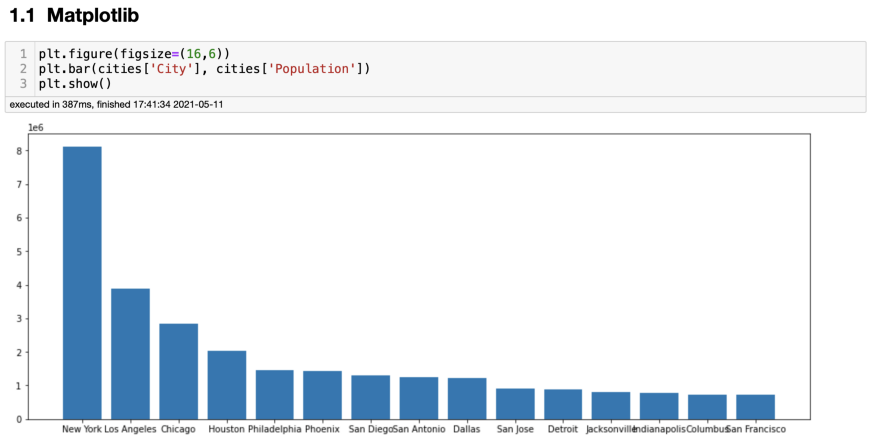 1.1 Matplotlib
1 plt.figure(figsize=(16,6))
2 plt.bar(cities['City'], cities['Population'])
3 plt.show()
executed in 387ms, finished 17:41:34 2021-05-11
1e6
8
7
6
5
4
3
2
1
0
New York Los Angeles Chicago Houston Philadelphia Phoenix San Diego San Antonio Dallas San Jose Detroit Jacksonville Indianapolis Columbus San Francisco